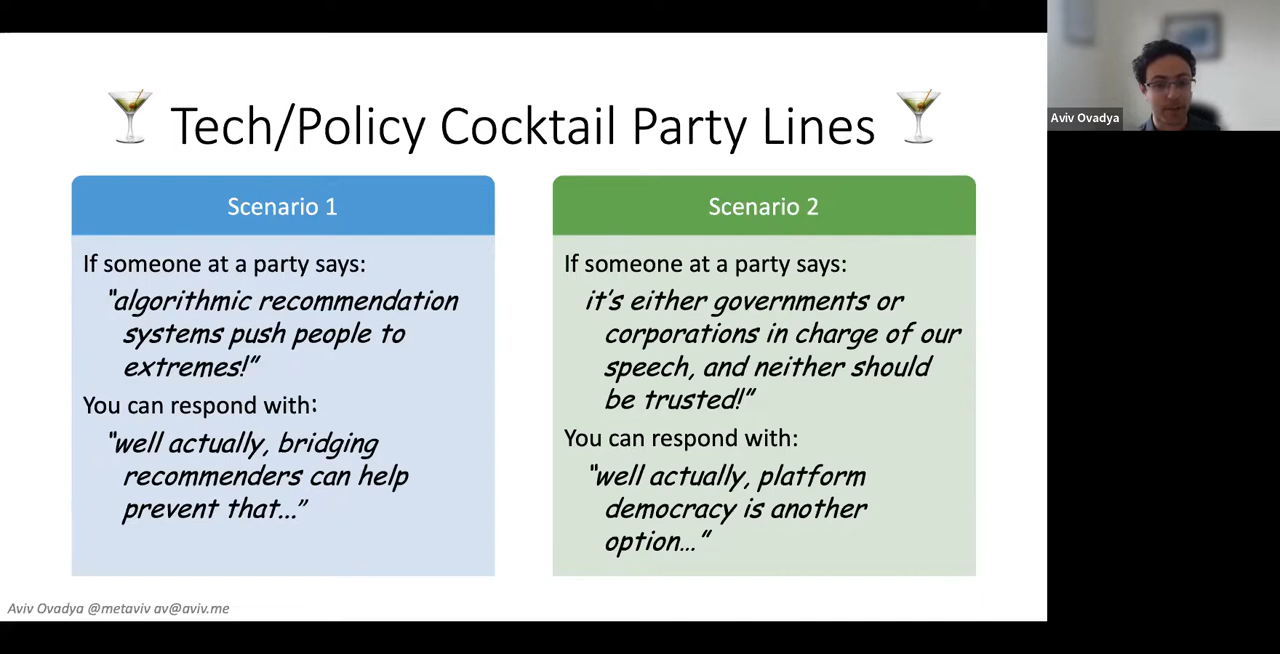 Tech/Policy Cocktail Party Lines
Aviv Ovadya
Scenario 1
If someone at a party says:
"algorithmic recommendation
systems push people to
extremes!"
You can respond with:
"well actually, bridging
recommenders can help
prevent that..."
Scenario 2
If someone at a party says:
it's either governments or
corporations in charge of our
speech, and neither should
be trusted!"
You can respond with:
"well actually, platform
democracy is another
option..."
Aviv Ovadya @metaviv av@aviv.me